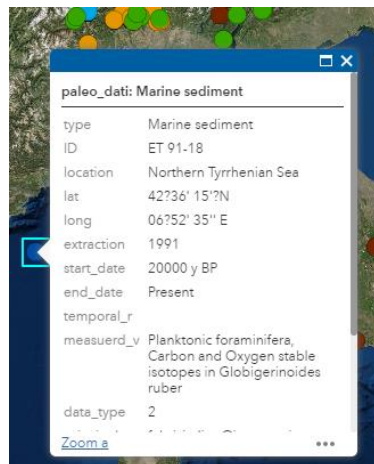 paleo_dati: Marine sediment
type Marine sediment
ID ET 91-18
location Northern Tyrrhenian Sea
lat 42?36' 15'?N
long 06?52' 35'' E
extraction 1991
start_date 20000 y BP
end_date Present
temporal_r
measuerd_v Planktonic foraminifera,
Carbon and Oxygen stable
isotopes in Globigerinoides
ruber
data_type 2
Zoom a